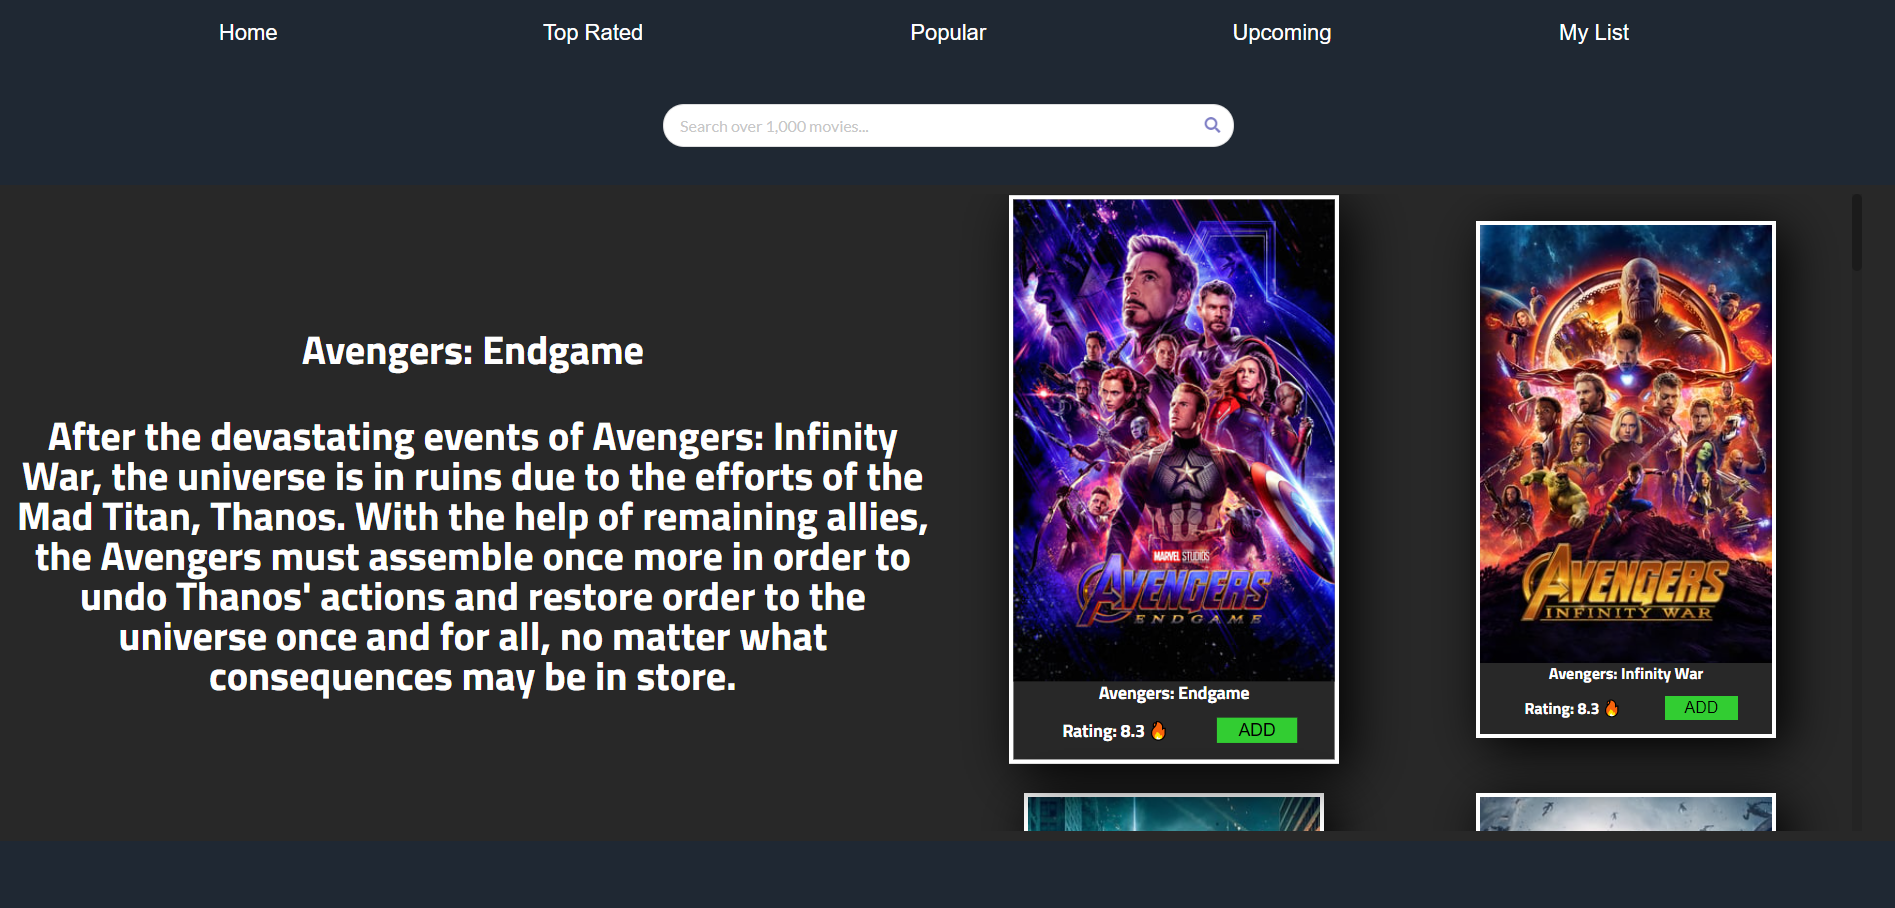 Home
Top Rated
Popular
Upcoming
My List
Search over 1,000 movies...
Avengers: Endgame
After the devastating events of Avengers: Infinity
War, the universe is in ruins due to the efforts of the
Mad Titan, Thanos. With the help of remaining allies,
the Avengers must assemble once more in order to
undo Thanos' actions and restore order to the
universe once and for all, no matter what
consequences may be in store.
MARVEL STUDIOS
AVENGERS
ENDGAME
Avengers: Endgame
Rating: 8.3 🔥
ADD
AVENGERS
INFINITY WAR
Avengers: Infinity War
Rating: 8.3 🔥
ADD